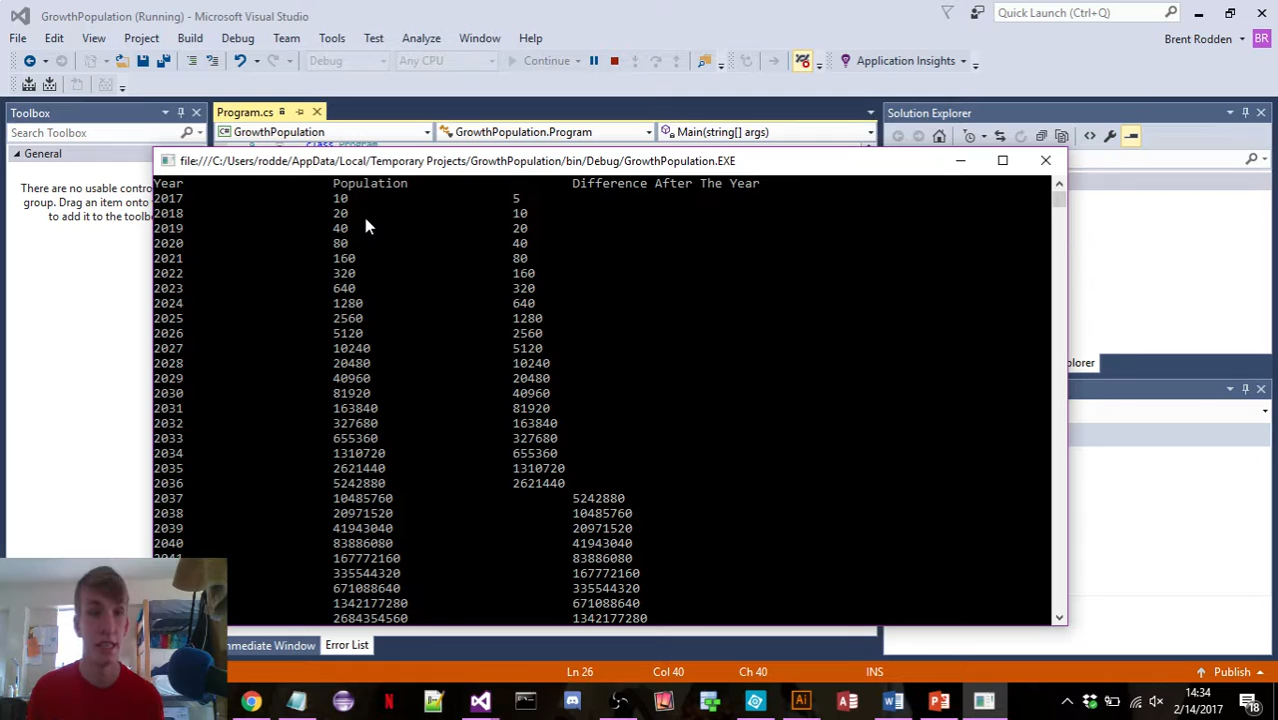 GrowthPopulation (Running) - Microsoft Visual Studio
Quick Launch (Ctrl+Q)
File Edit View Project Build Debug Team Tools Test Analyze Window Help
Brent Rodden BR
Debug Any CPU Continue Application Insights
Toolbox
Program.cs
Solution Explorer
Search Toolbox
GrowthPopulation
GrowthPopulation.Program
Main(string[] args)
General
class Program
file:///C:/Users/rodde/AppData/Local/Temporary Projects/GrowthPopulation/bin/Debug/GrowthPopulation.EXE
There are no usable contro
group. Drag an item onto
to add it to the toolbo
Year Population Difference After The Year
2017 10 5
2018 20 10
2019 40 20
2020 80 40
2021 160 80
2022 320 160
2023 640 320
2024 1280 640
2025 2560 1280
2026 5120 2560
2027 10240 5120
2028 20480 10240
2029 40960 20480
2030 81920 40960
2031 163840 81920
2032 327680 163840
2033 655360 327680
2034 1310720 655360
2035 2621440 1310720
2036 5242880 2621440
2037 10485760 5242880
2038 20971520 10485760
2039 41943040 20971520
2040 83886080 41943040
2041 167772160 83886080
335544320 167772160
671088640 335544320
1342177280 671088640
2684354560 1342177280
plorer
mmediate Window Error List
Ln 26 Col 40 Ch 40 INS Publish
14:34
2/14/2017
18